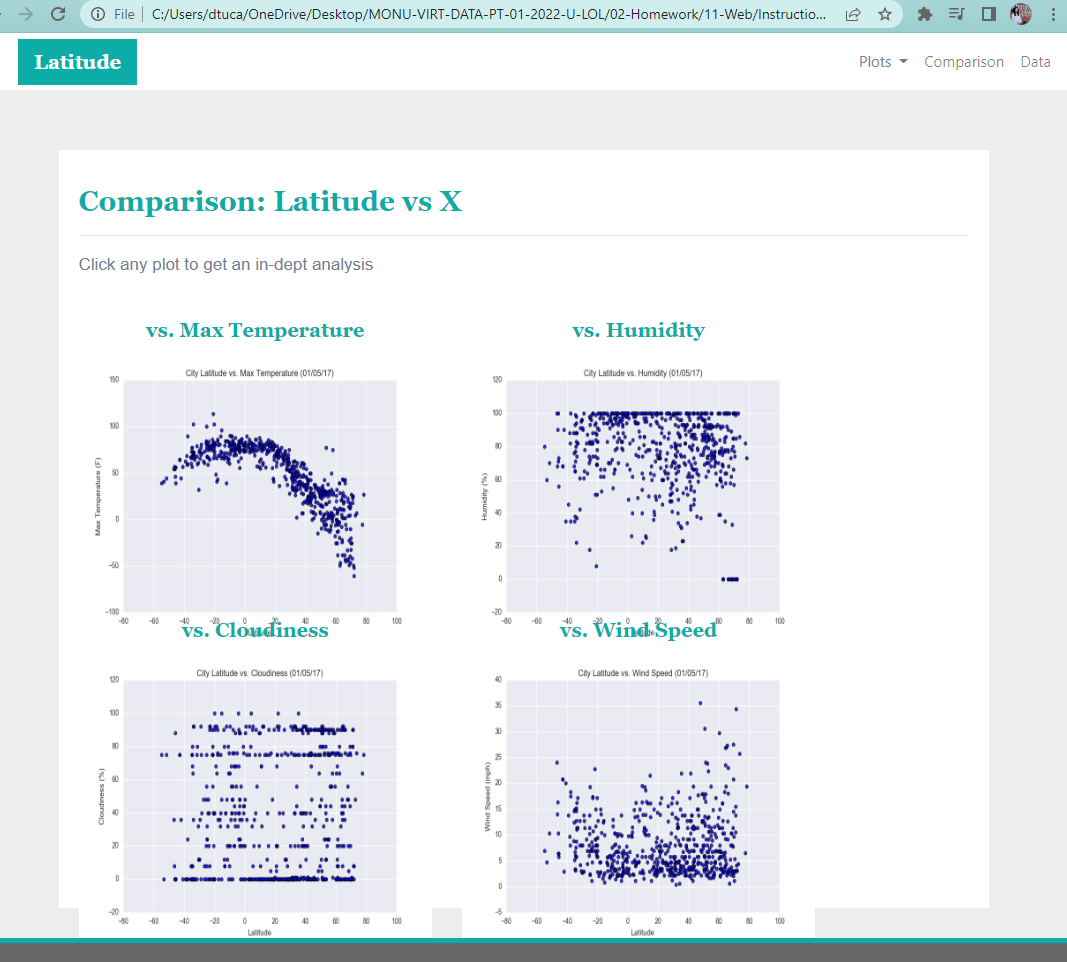 File C:/Users/dtuca/OneDrive/Desktop/MONU-VIRT-DATA-PT-01-2022-U-LOL/02-Homework/11-Web/Instructio...
Latitude Plots Comparison Data
Comparison: Latitude vs X
Click any plot to get an in-dept analysis
vs. Max Temperature vs. Humidity
City Latitude vs. Max Temperature (01/05/17)
150
100
50
0
−50
−100
Max Temperature (F)
−80 −60 −40 −20 0 20 40 60 80 100
City Latitude vs. Humidity (01/05/17)
120
100
80
60
40
20
0
−20
Humidity (%)
−80 −60 −40 −20 0 20 40 60 80 100
vs. Cloudiness vs. Wind Speed
City Latitude vs. Cloudiness (01/05/17)
120
100
80
60
40
20
0
−20
Cloudiness (%)
−80 −60 −40 −20 0 20 40 60 80 100
Latitude
City Latitude vs. Wind Speed (01/05/17)
40
35
30
25
20
15
10
5
0
−5
Wind Speed (mph)
−80 −60 −40 −20 0 20 40 60 80 100
Latitude